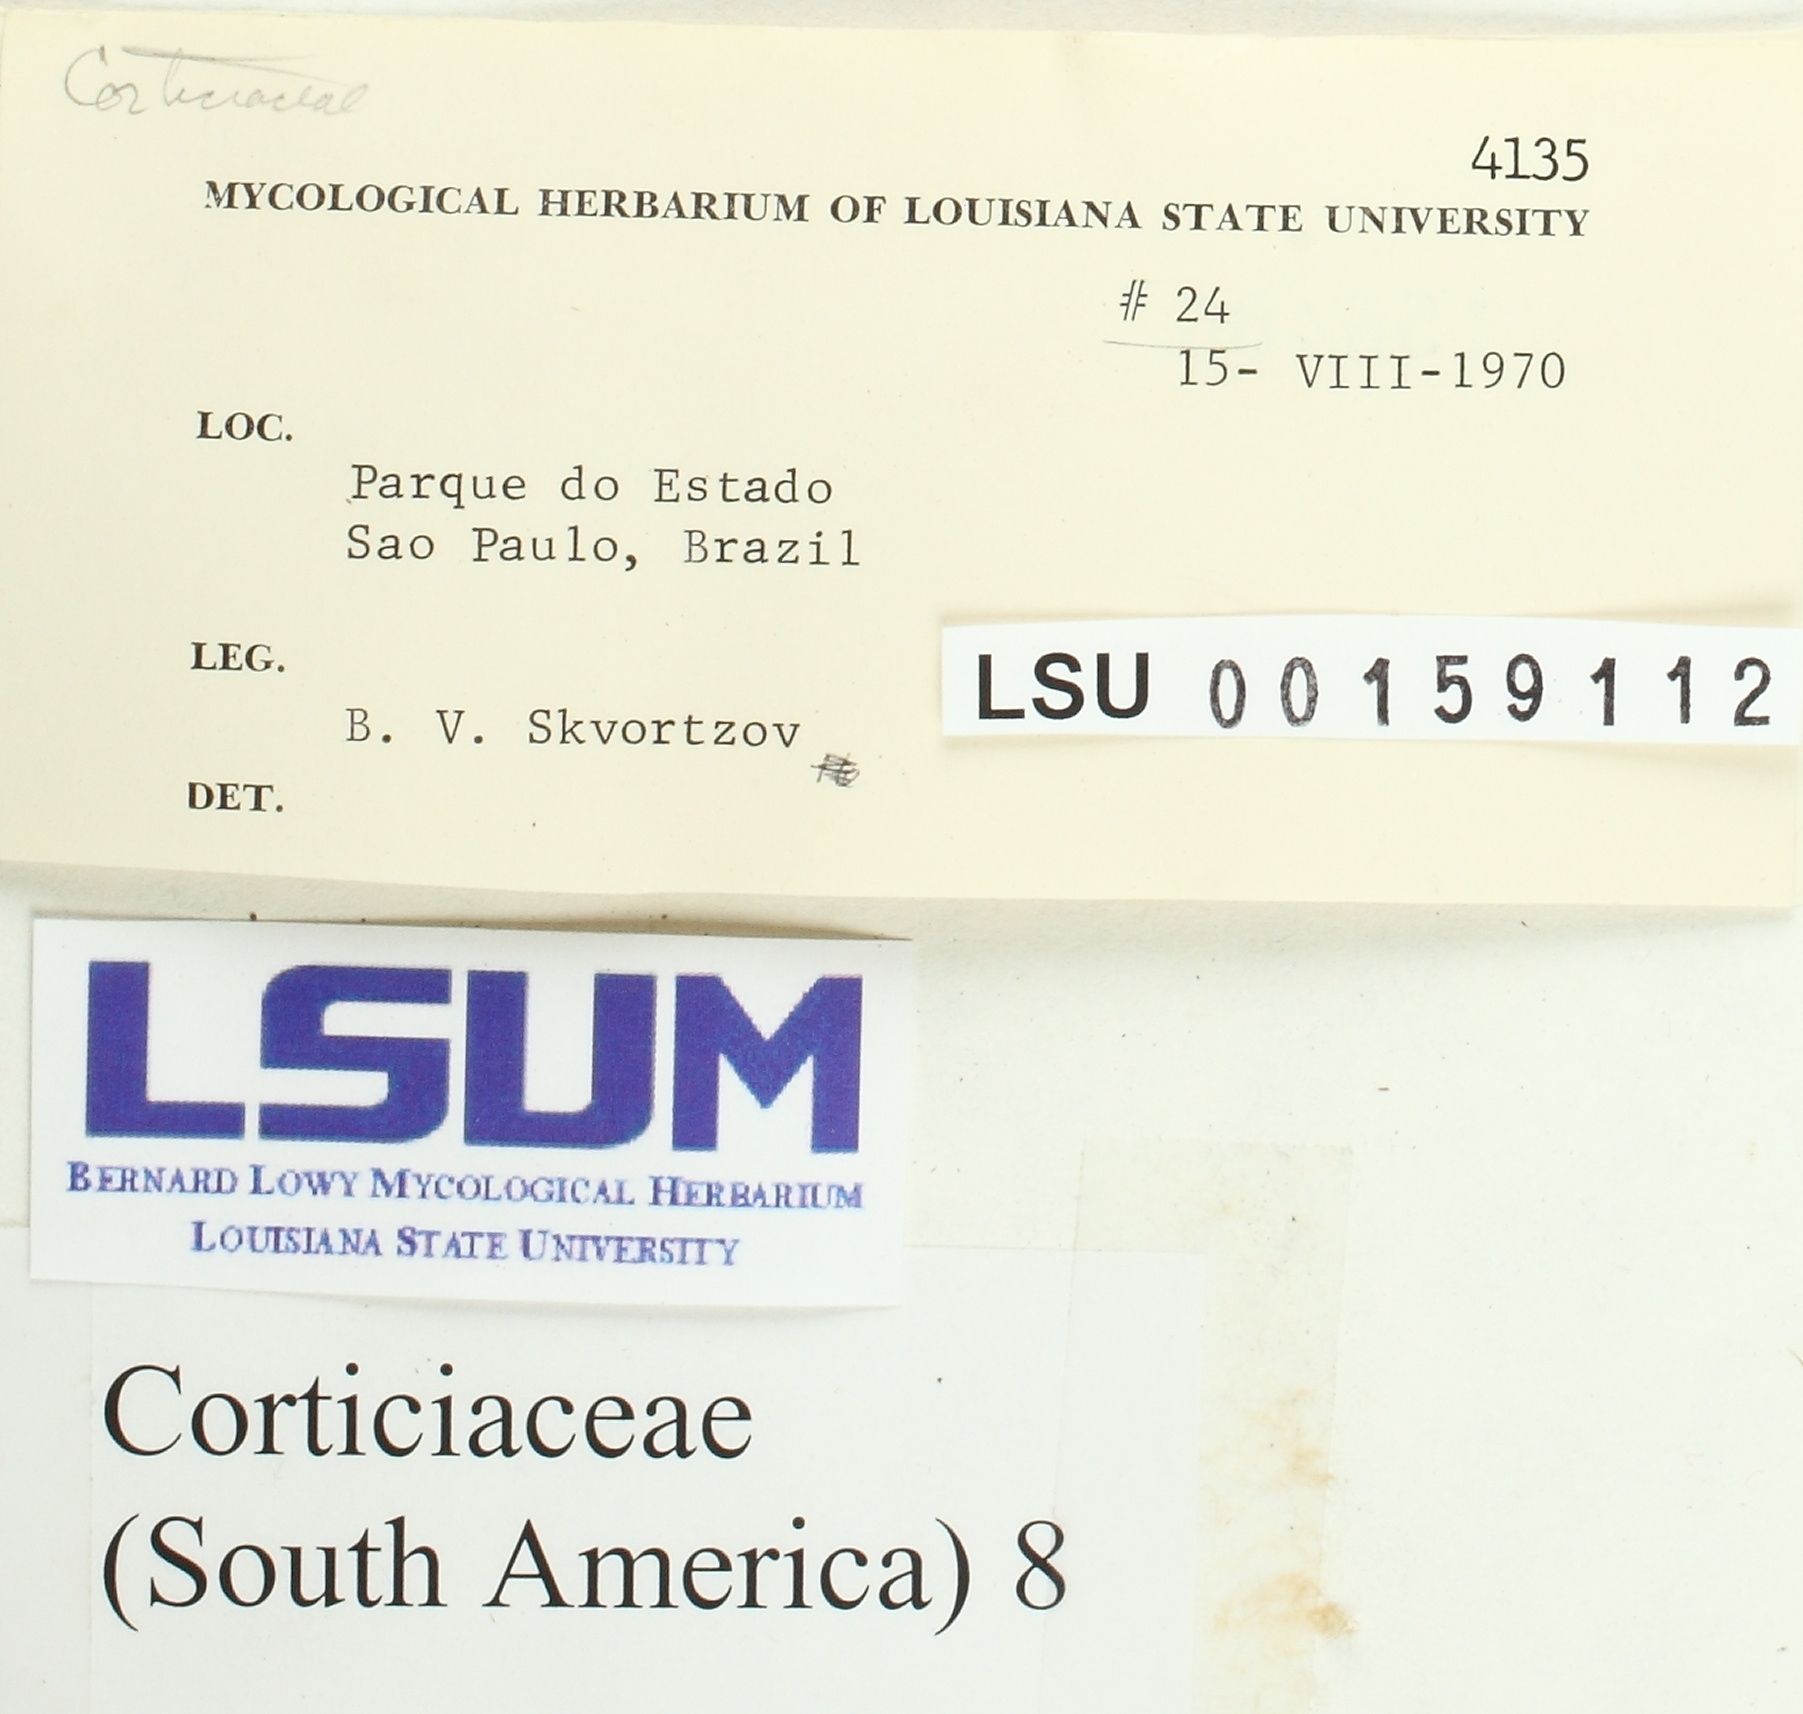 Corticiaceae
4135
MYCOLOGICAL HERBARIUM OF LOUISIANA STATE UNIVERSITY
# 24
15- VIII-1970
LOC.
Parque do Estado
Sao Paulo, Brazil
LEG.
B. V. Skvortzov
DET.
LSU 00159112
LSUM
BERNARD LOWY MYCOLOGICAL HERBARIUM
LOUISIANA STATE UNIVERSITY
Corticiaceae
(South America) 8